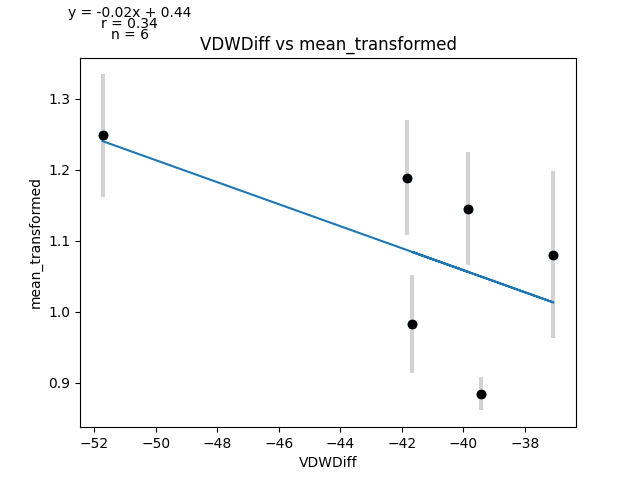 y = -0.02x + 0.44
r = 0.34
n = 6
VDWDiff vs mean_transformed
1.3
1.2
1.1
1.0
0.9
mean_transformed
−52 −50 −48 −46 −44 −42 −40 −38
VDWDiff